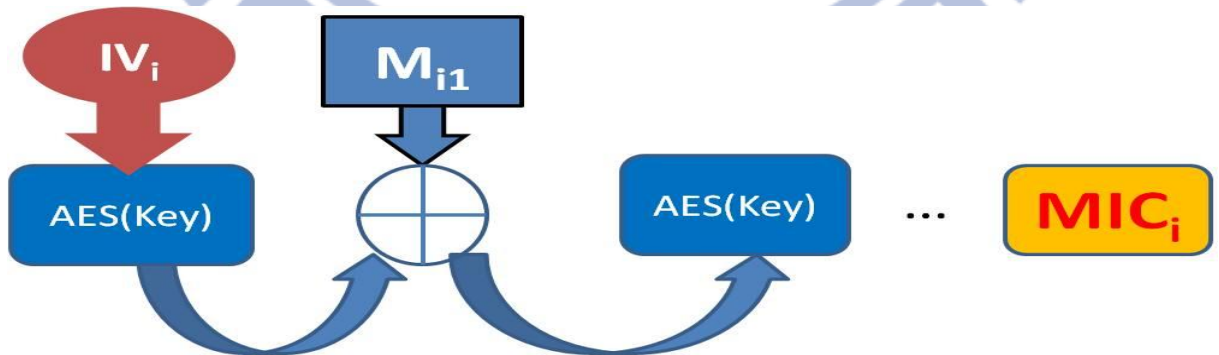 IVᵢ
Mᵢ₁
AES(Key)
AES(Key)
...
MICᵢ